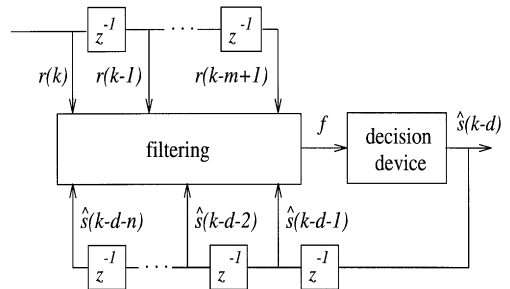 z⁻¹ · · · z⁻¹
r(k) r(k-1) r(k-m+1)
filtering
f
decision
device
ŝ(k-d)
ŝ(k-d-n) ŝ(k-d-2) ŝ(k-d-1)
z⁻¹ · · · z⁻¹ z⁻¹